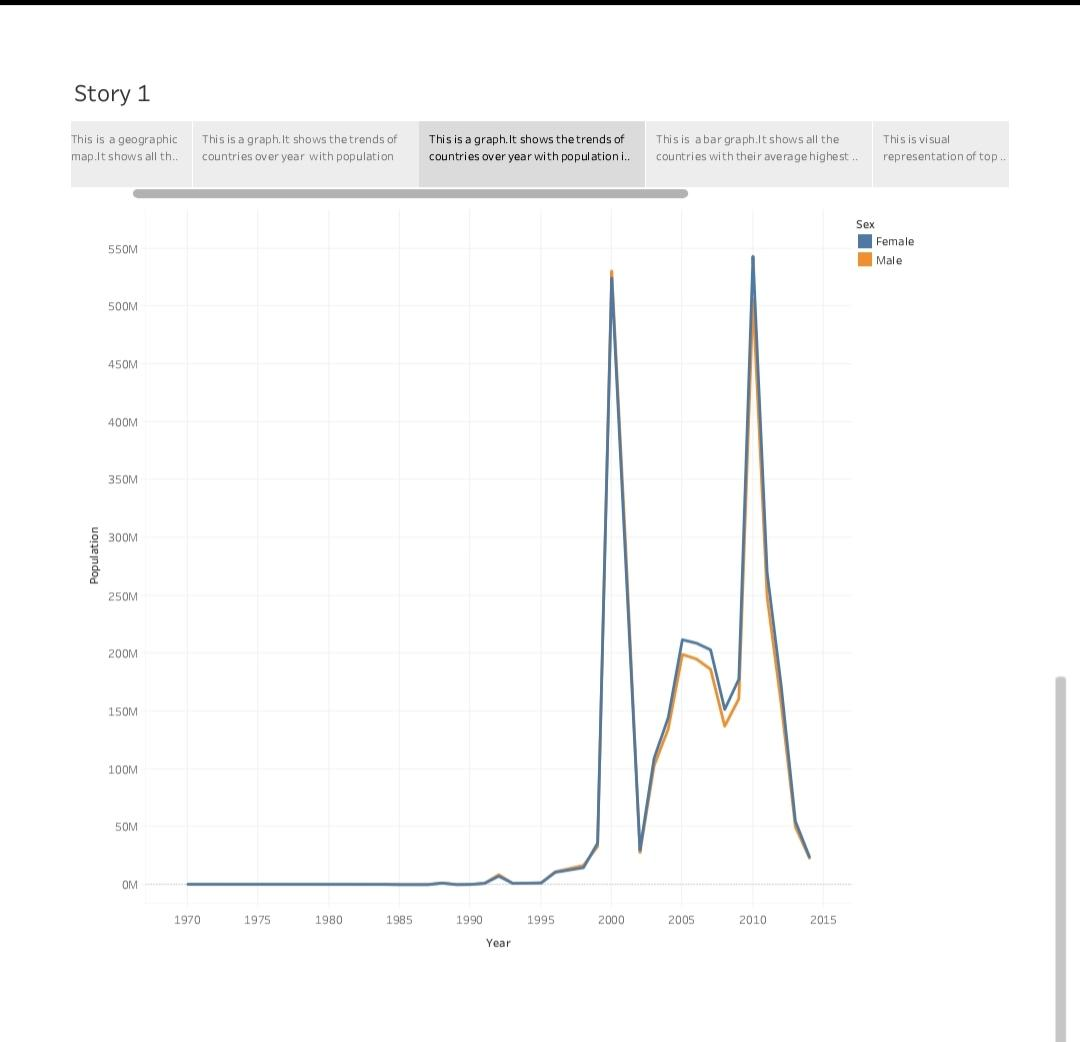 Story 1
This is a geographic
map.It shows all th..
This is a graph.It shows the trends of
countries over year with population
This is a graph.It shows the trends of
countries over year with population i..
This is a bar graph.It shows all the
countries with their average highest ..
This is visual
representation of top ..
Sex
Female
Male
550M
500M
450M
400M
350M
300M
250M
200M
150M
100M
50M
0M
Population
1970 1975 1980 1985 1990 1995 2000 2005 2010 2015
Year